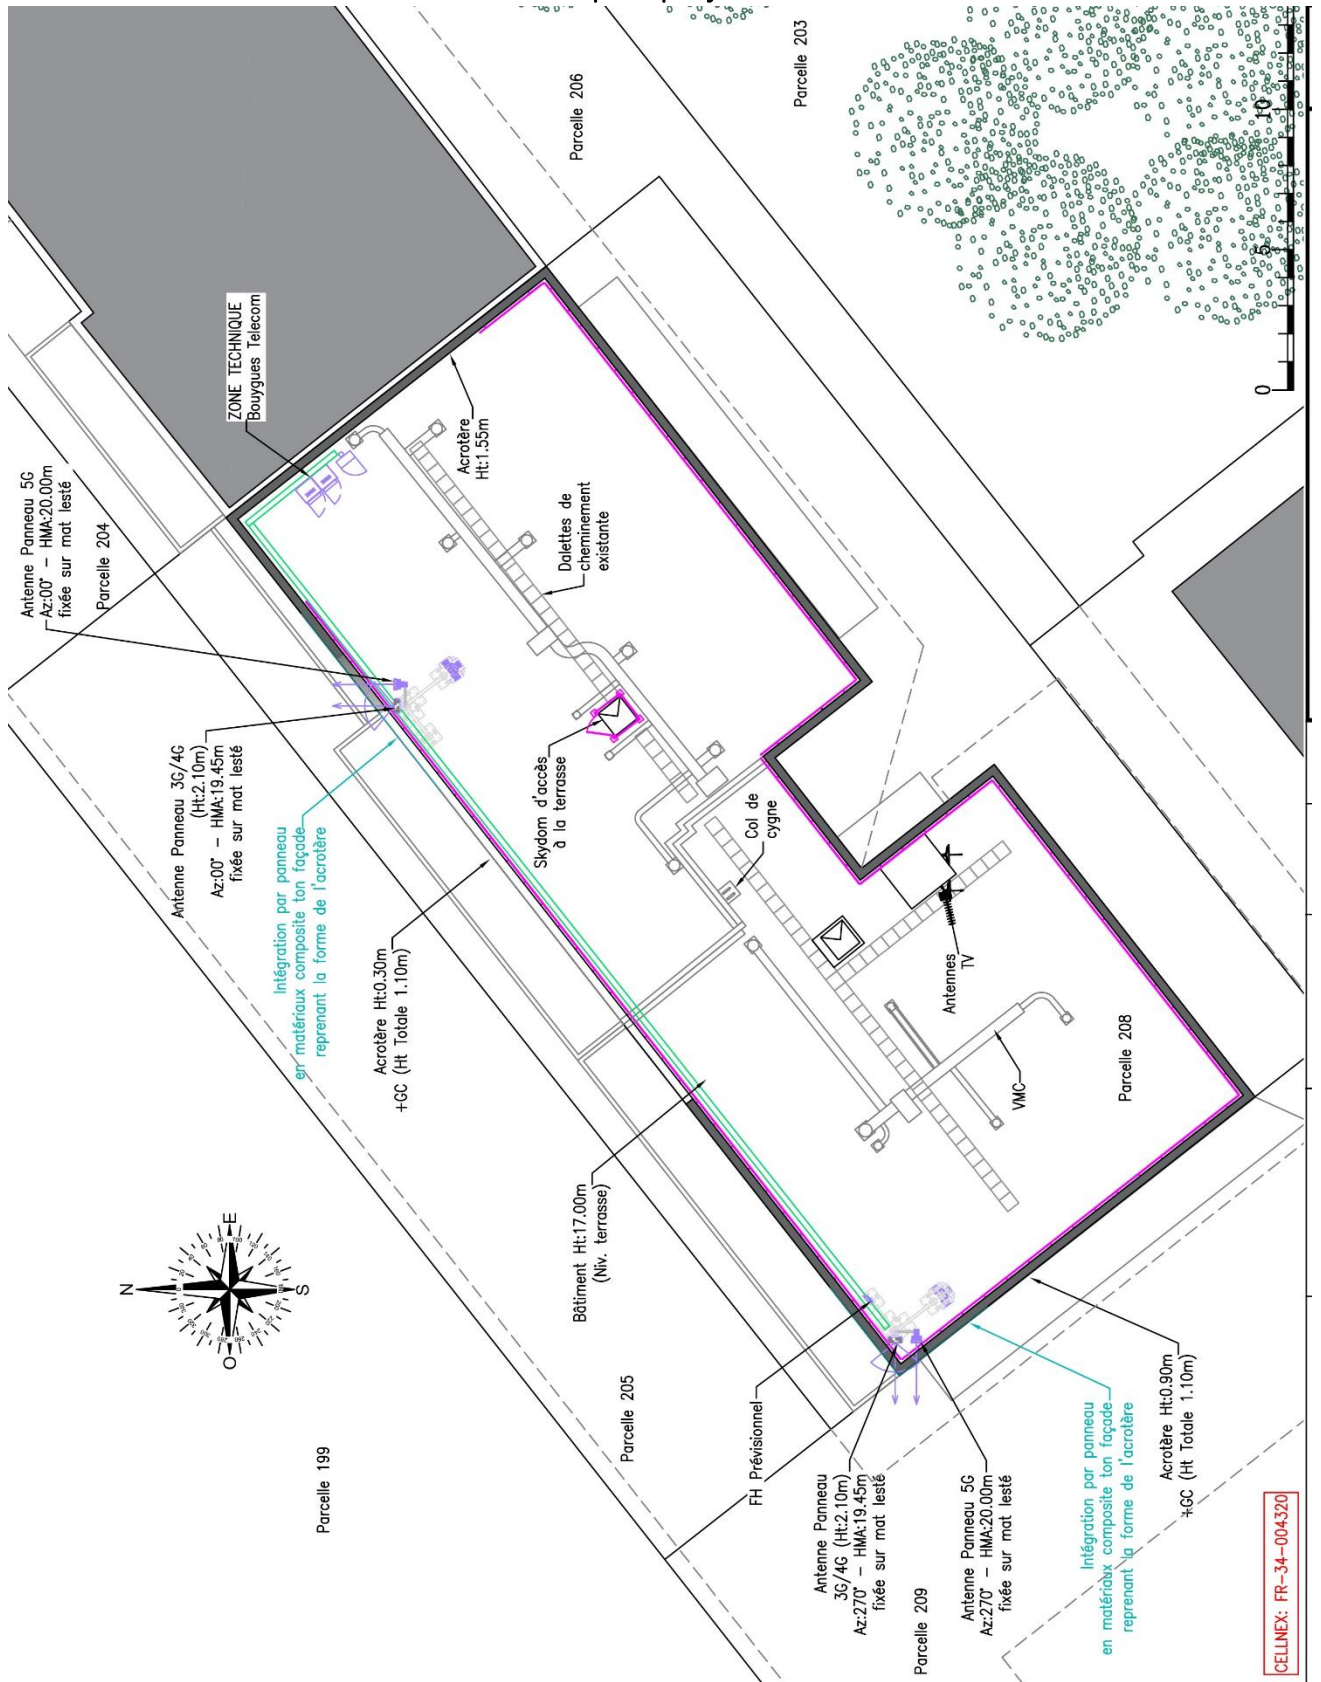 Parcelle 203
Parcelle 206
ZONE TECHNIQUE
Bouygues Telecom
Antenne Panneau 5G
Az:00° - HMA:20.00m
fixée sur mat lesté
Parcelle 204
Acrotère
Ht:1.55m
Dalettes de
cheminement
existante
Antenne Panneau 3G/4G
(Ht:2.10m)
Az:00° - HMA:19.45m
fixée sur mat lesté
Intégration par panneau
en matériaux composite ton façade
reprenant la forme de l'acrotère
Skydom d'accès
à la terrasse
Col de
cygne
Acrotère Ht:0.30m
+GC (Ht Totale 1.10m)
Antennes
TV
VMC
Parcelle 208
Bâtiment Ht:17.00m
(Niv. terrasse)
N
E
S
O
Parcelle 205
Parcelle 199
FH Prévisionnel
Antenne Panneau
3G/4G (Ht:2.10m)
Az:270° - HMA:19.45m
fixée sur mat lesté
Parcelle 209
Antenne Panneau 5G
Az:270° - HMA:20.00m
fixée sur mat lesté
Intégration par panneau
en matériaux composite ton façade
reprenant la forme de l'acrotère
Acrotère Ht:0.90m
+GC (Ht Totale 1.10m)
0
5
10
CELLNEX: FR-34-004320